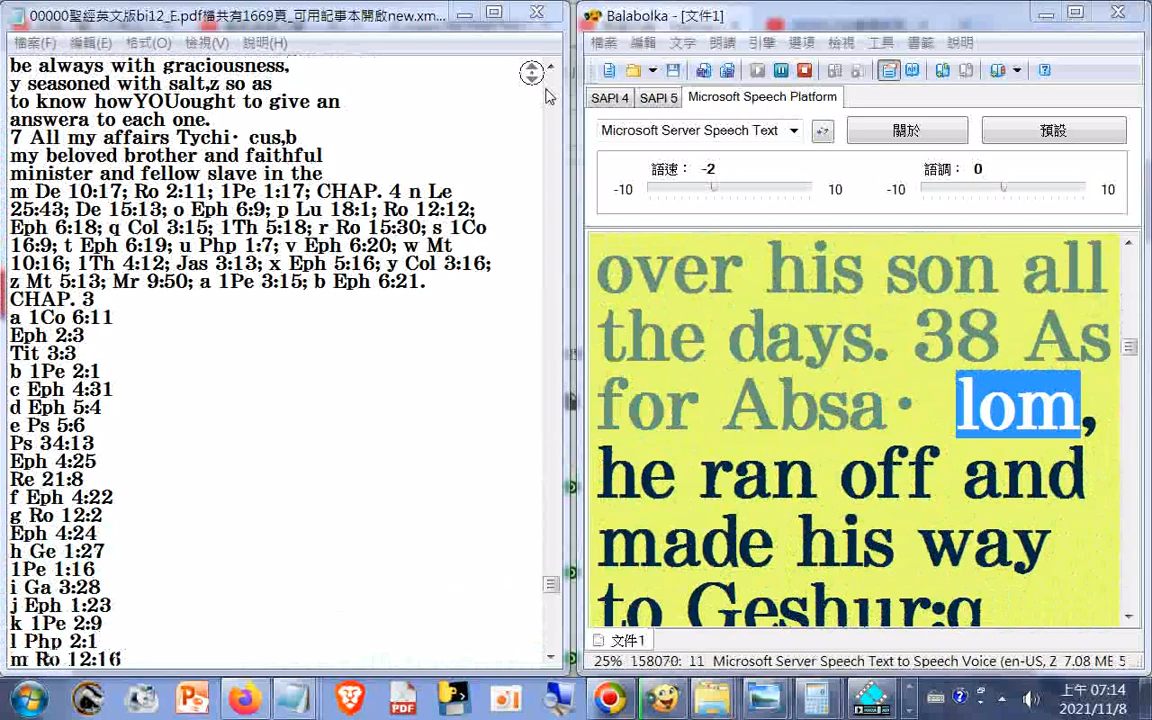 00000聖經英文版bi12_E.pdf檔共有1669頁_可用記事本開啟new.xm...
檔案(F) 編輯(E) 格式(O) 檢視(V) 說明(H)
be always with graciousness,
y seasoned with salt,z so as
to know howYOUought to give an
answera to each one.
7 All my affairs Tychi· cus,b
my beloved brother and faithful
minister and fellow slave in the
m De 10:17; Ro 2:11; 1Pe 1:17; CHAP. 4 n Le
25:43; De 15:13; o Eph 6:9; p Lu 18:1; Ro 12:12;
Eph 6:18; q Col 3:15; 1Th 5:18; r Ro 15:30; s 1Co
16:9; t Eph 6:19; u Php 1:7; v Eph 6:20; w Mt
10:16; 1Th 4:12; Jas 3:13; x Eph 5:16; y Col 3:16;
z Mt 5:13; Mr 9:50; a 1Pe 3:15; b Eph 6:21.
CHAP. 3
a 1Co 6:11
Eph 2:3
Tit 3:3
b 1Pe 2:1
c Eph 4:31
d Eph 5:4
e Ps 5:6
Ps 34:13
Eph 4:25
Re 21:8
f Eph 4:22
g Ro 12:2
Eph 4:24
h Ge 1:27
1Pe 1:16
i Ga 3:28
j Eph 1:23
k 1Pe 2:9
l Php 2:1
m Ro 12:16
Balabolka - [文件1]
檔案 編輯 文字 朗讀 引擎 選項 檢視 工具 書籤 說明
SAPI 4 SAPI 5 Microsoft Speech Platform
Microsoft Server Speech Text 關於 預設
語速: -2 語調: 0
-10 10 -10 10
over his son all
the days. 38 As
for Absa· lom,
he ran off and
made his way
to Geshur;q
文件1
25% 158070: 11 Microsoft Server Speech Text to Speech Voice (en-US, Z 7.08 ME 5
PDF
上午 07:14
2021/11/8